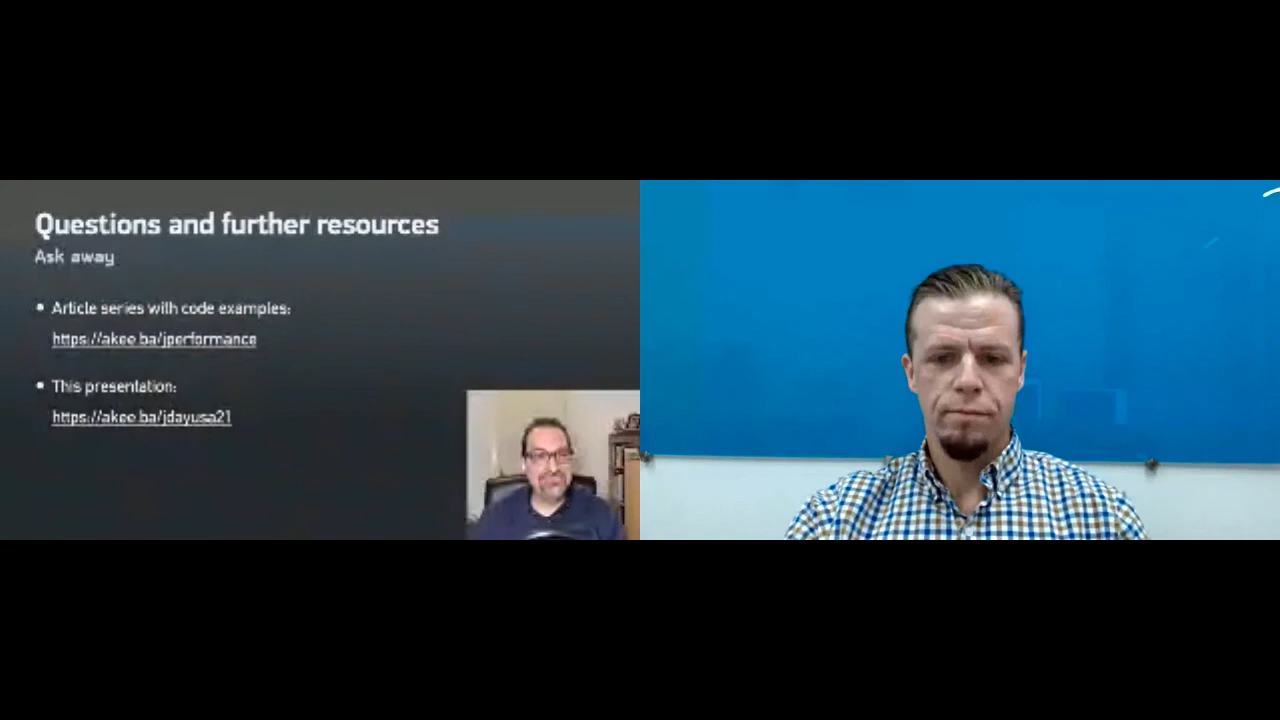 Questions and further resources
Ask away
• Article series with code examples:
https://akee.ba/jperformance
• This presentation:
https://akee.ba/jdayusa21